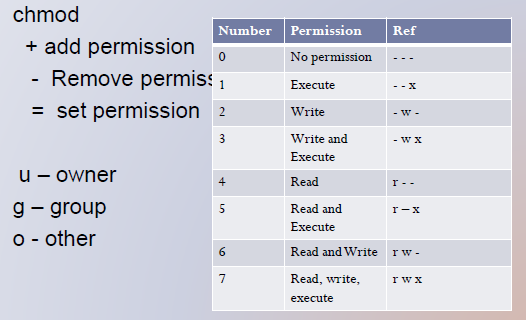 chmod
+ add permission
- Remove permiss
= set permission
u – owner
g – group
o - other
Number Permission Ref
0 No permission - - -
1 Execute - - x
2 Write - w -
3 Write and - w x
Execute
4 Read r - -
5 Read and r – x
Execute
6 Read and Write r w -
7 Read, write, r w x
execute